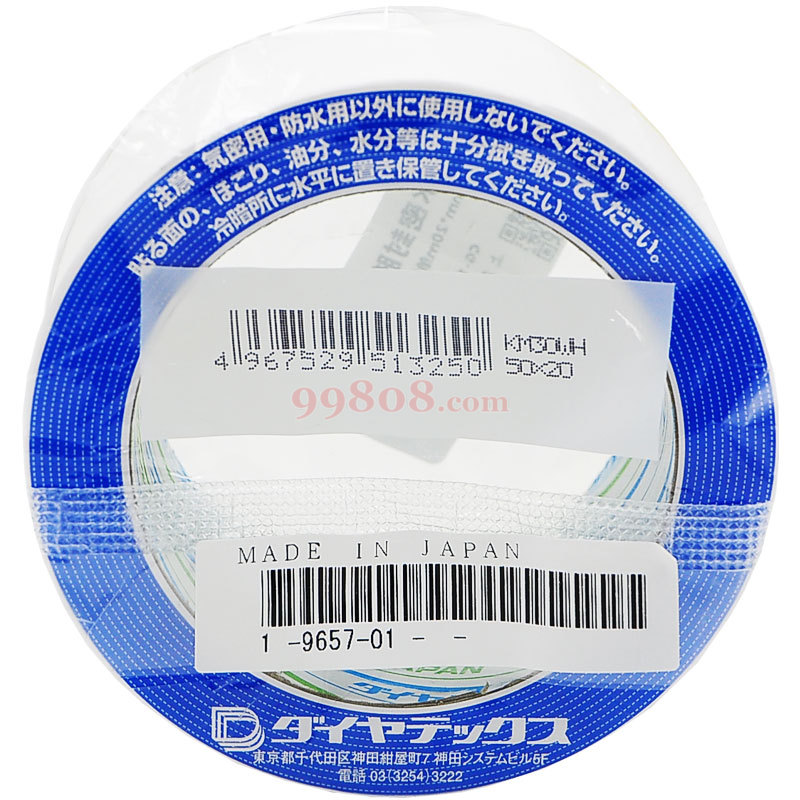 注意：気密用・防水用以外に使用しないでください。
貼る面の、ほこり、油分、水分等は十分拭き取ってください。
冷暗所に水平に置き保管してください。
KM30WH
4 967529 513250
50×20
99808.com
MADE IN JAPAN
1 -9657-01 - -
JAPAN
ダイヤテ
ダイヤテックス
東京都千代田区神田紺屋町7 神田システムビル5F
電話 03(3254)3222